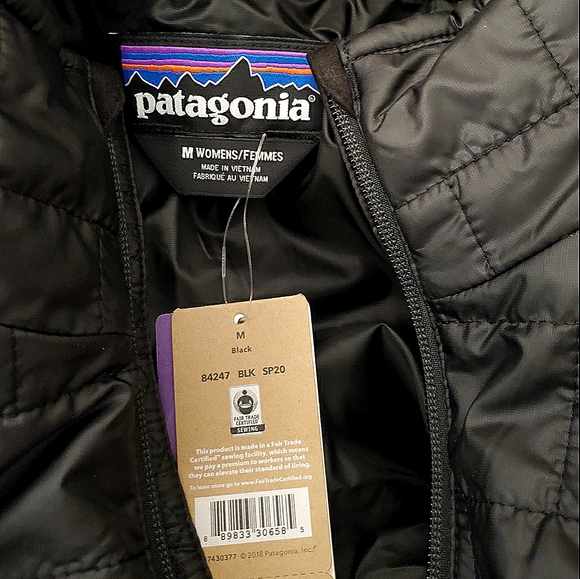 patagonia®
M WOMENS/FEMMES
MADE IN VIETNAM
FABRIQUÉ AU VIETNAM
M
Black
84247 BLK SP20
FAIR TRADE
CERTIFIED
SEWING
This product is made in a Fair Trade
Certified™ sewing facility, which means
we pay a premium to workers so that
they can elevate their standard of living.
To learn more go to www.FairTradeCertified.org
8 89833 30658 5
7430377 © 2018 Patagonia, Inc.